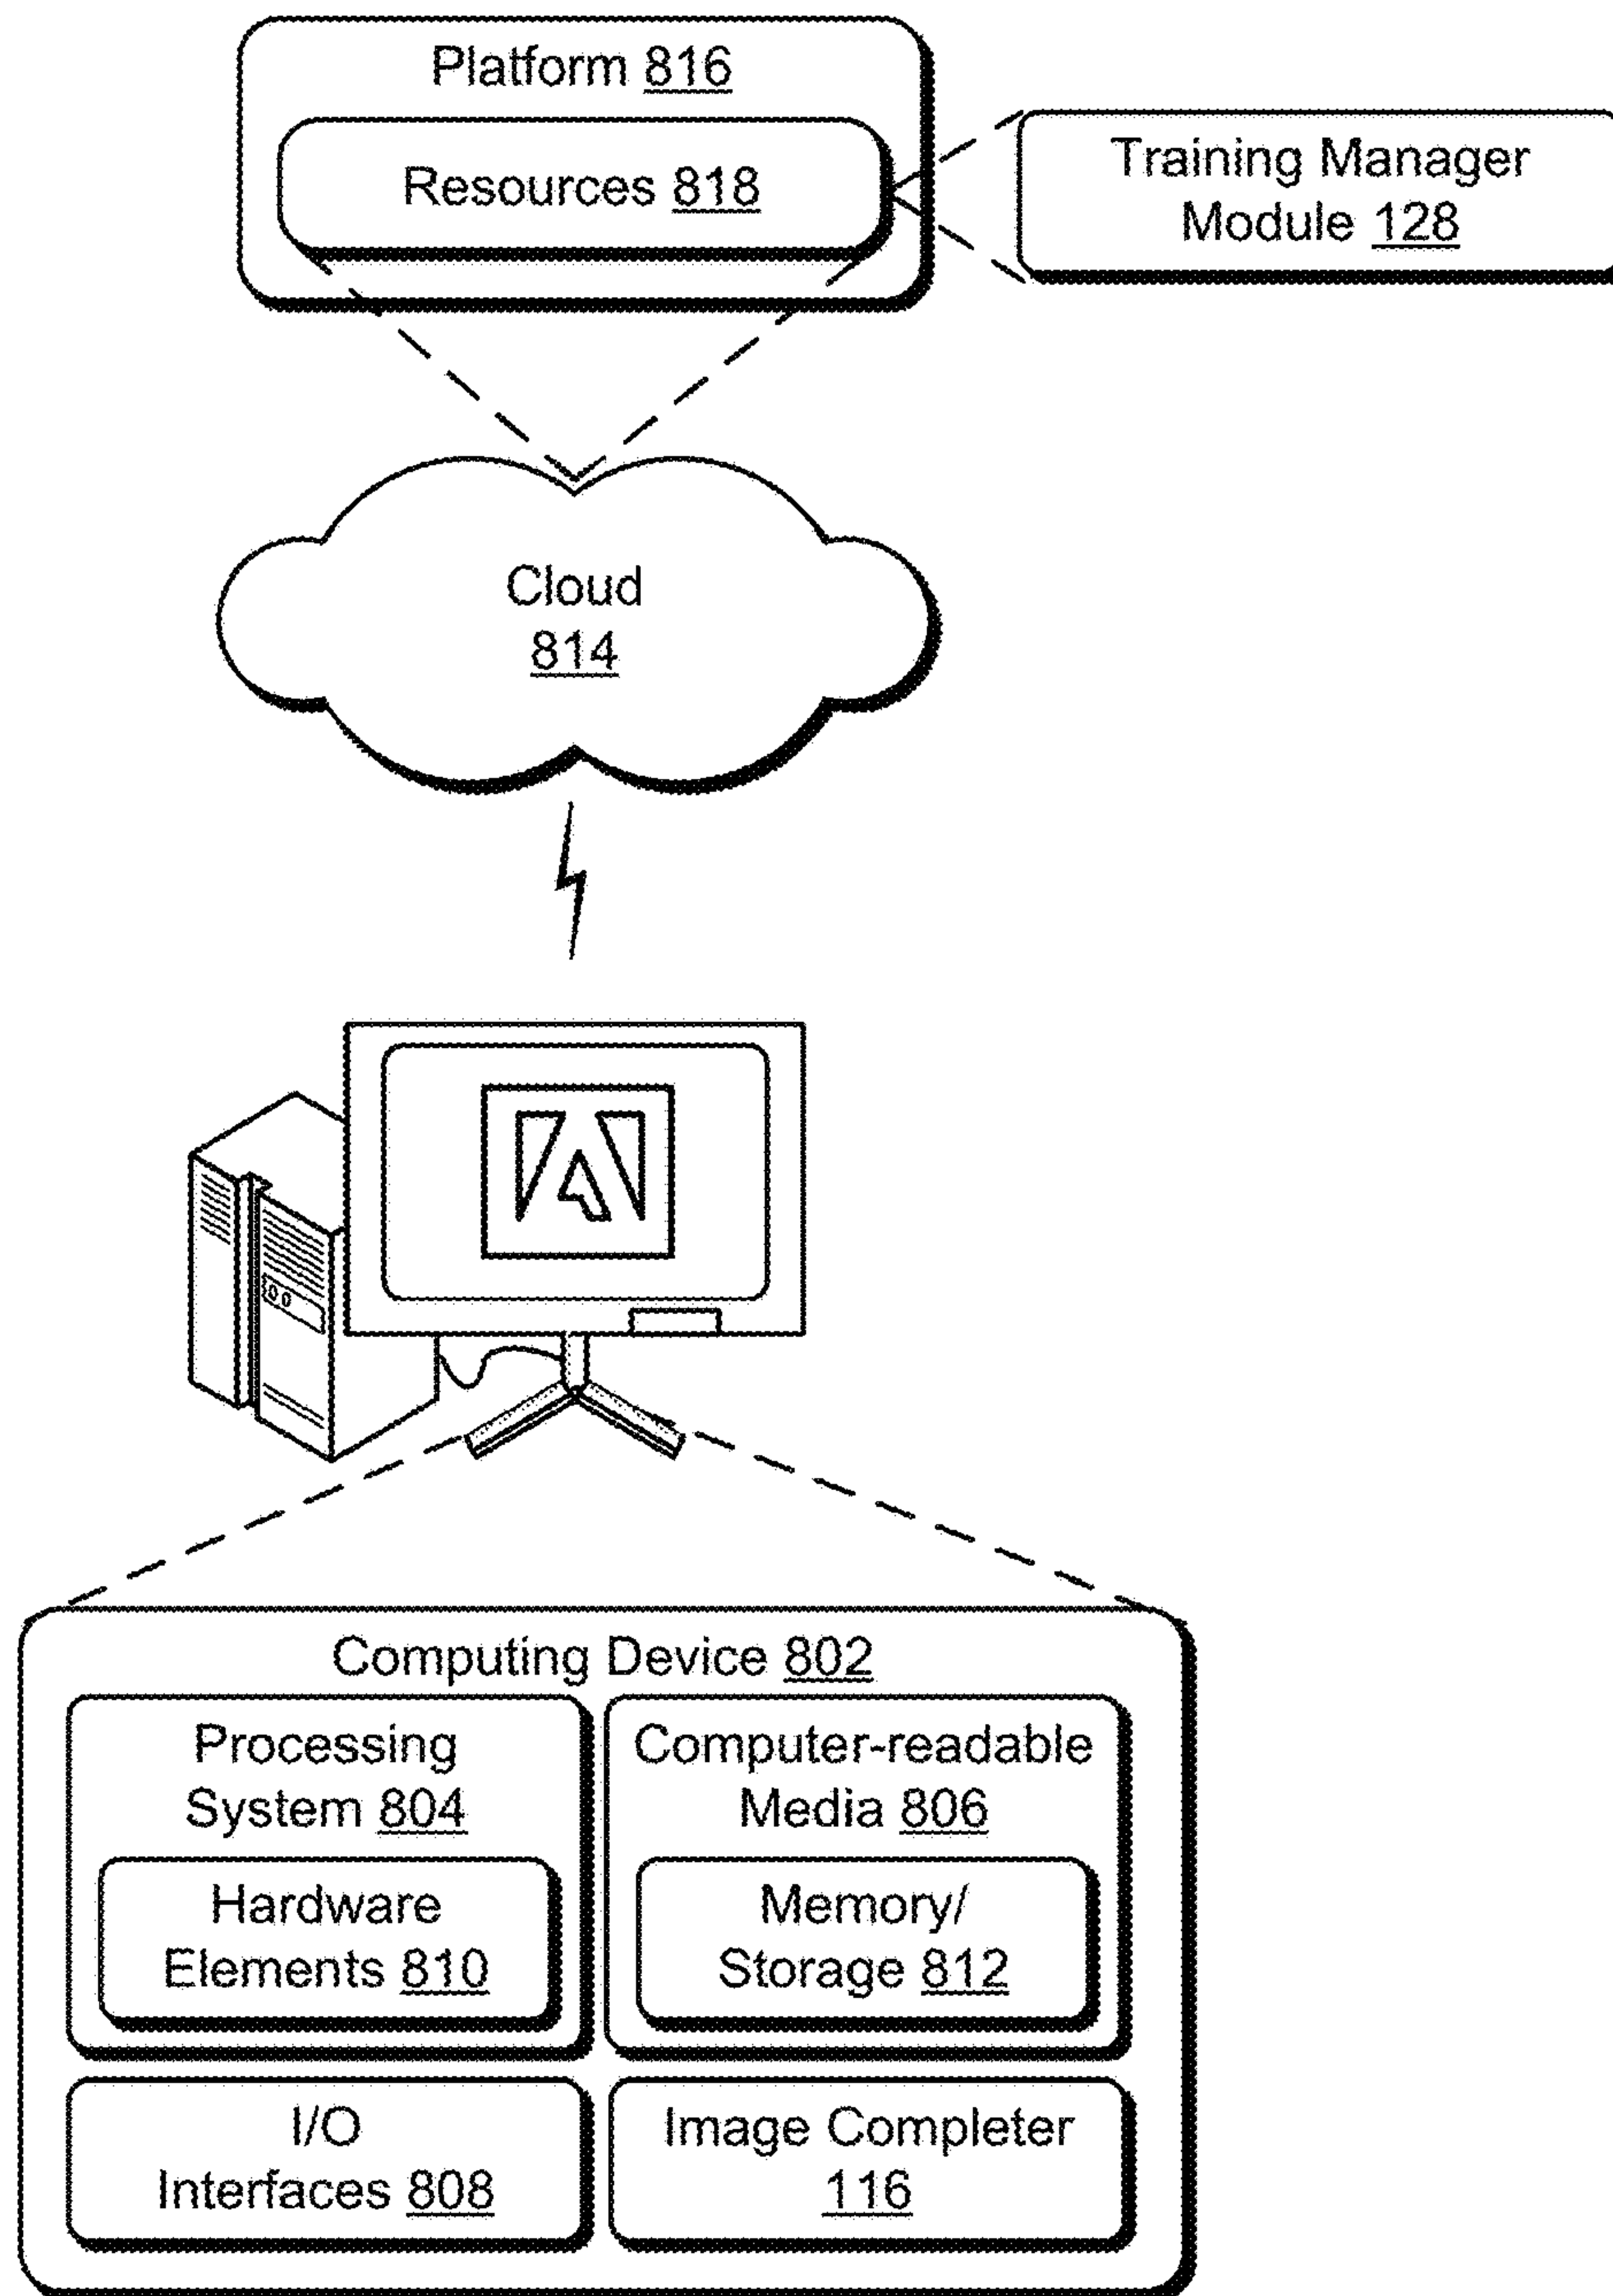 Platform 816
Resources 818
Training Manager
Module 128
Cloud
814
Computing Device 802
Processing
System 804
Hardware
Elements 810
Computer-readable
Media 806
Memory/
Storage 812
I/O
Interfaces 808
Image Completer
116